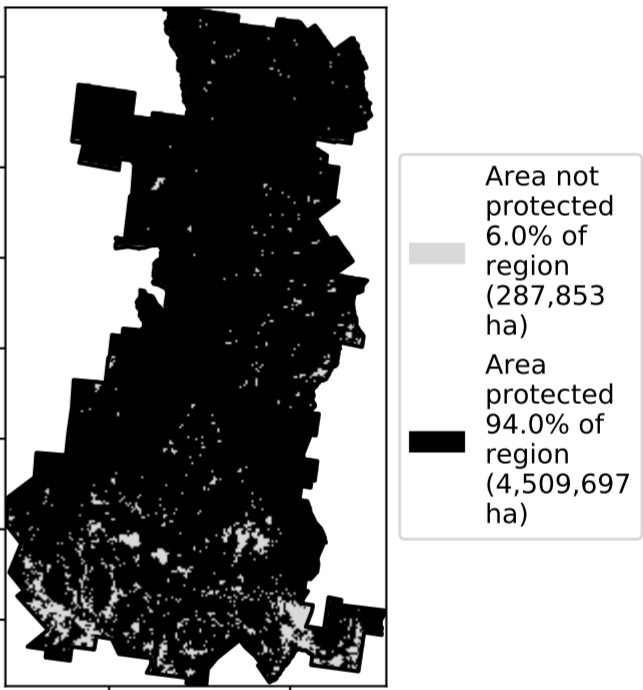 Area not
protected
6.0% of
region
(287,853
ha)
Area
protected
94.0% of
region
(4,509,697
ha)